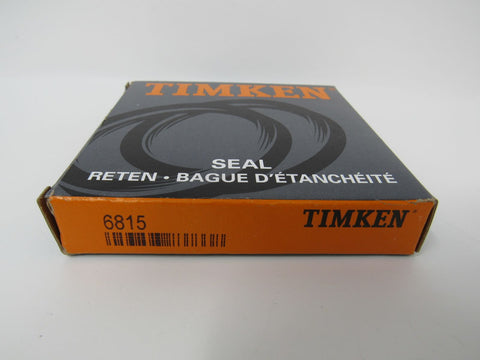 TIMKEN
SEAL
RETEN • BAGUE D'ÉTANCHÉITÉ
6815
TIMKEN